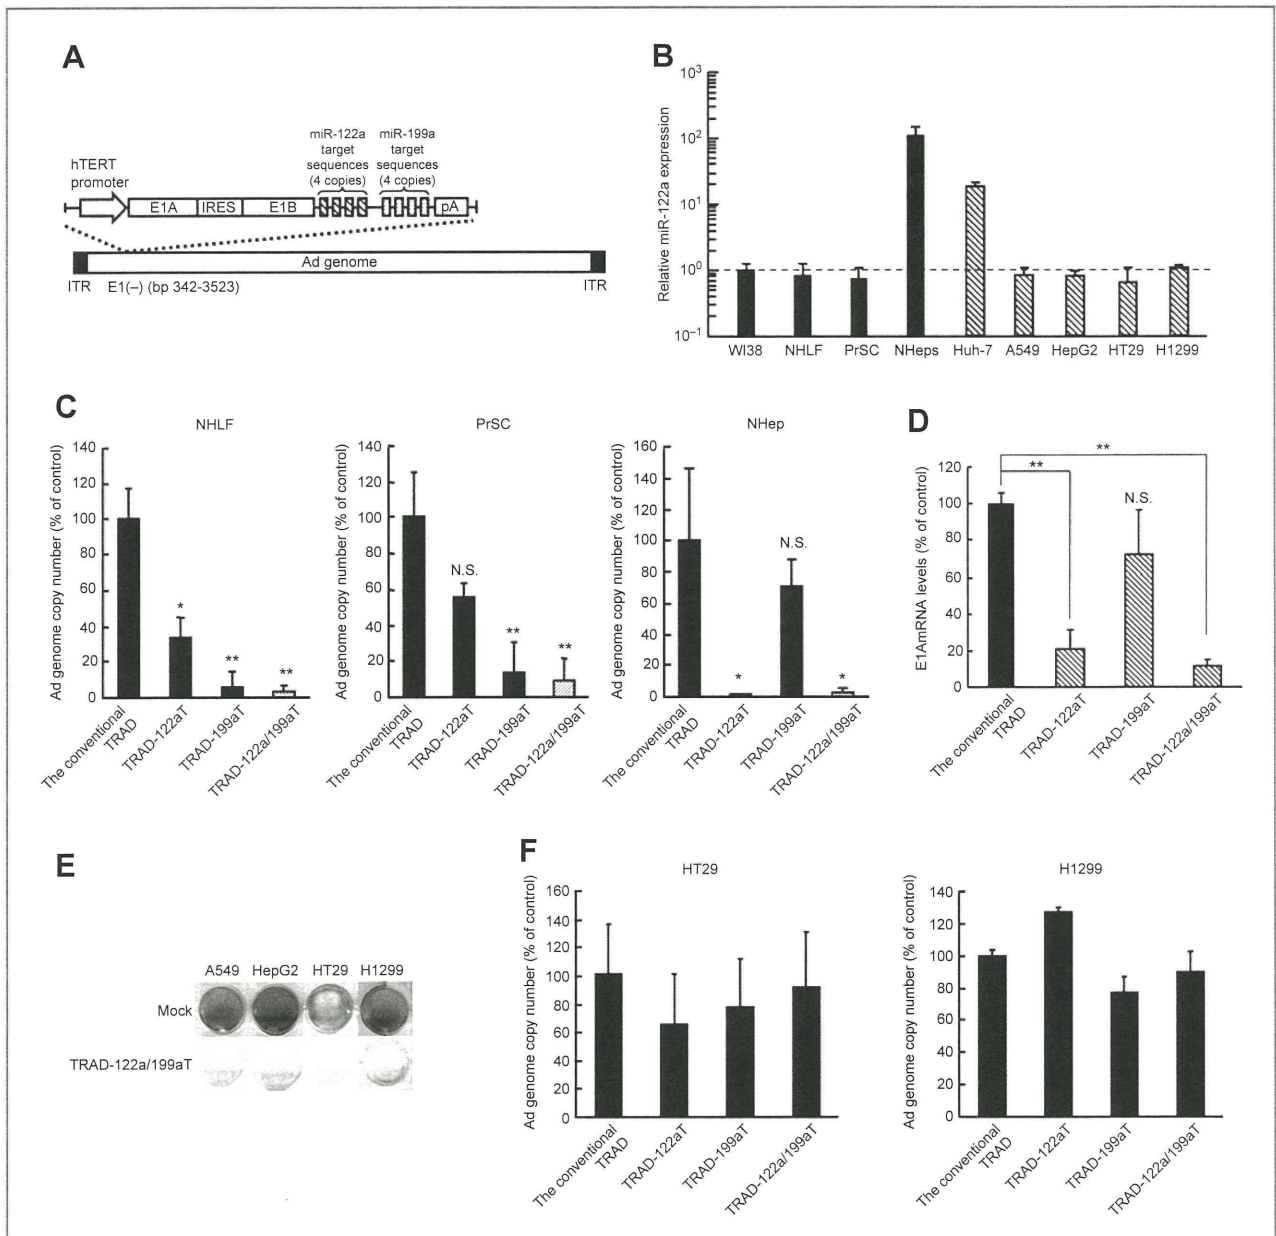 A
hTERT
promoter
miR-122a
target
sequences
(4 copies)
miR-199a
target
sequences
(4 copies)
E1A
IRES
E1B
pA
Ad genome
ITR
E1(–) (bp 342-3523)
ITR
B
Relative miR-122a expression
10³
10²
10¹
10⁰
10⁻¹
WI38
NHLF
PrSC
NHeps
Huh-7
A549
HepG2
HT29
H1299
C
NHLF
Ad genome copy number (% of control)
140
120
100
80
60
40
20
0
*
**
**
The conventional
TRAD
TRAD-122aT
TRAD-199aT
TRAD-122a/199aT
PrSC
Ad genome copy number (% of control)
140
120
100
80
60
40
20
0
N.S.
**
**
The conventional
TRAD
TRAD-122aT
TRAD-199aT
TRAD-122a/199aT
NHep
Ad genome copy number (% of control)
160
140
120
100
80
60
40
20
0
*
N.S.
*
The conventional
TRAD
TRAD-122aT
TRAD-199aT
TRAD-122a/199aT
D
E1AmRNA levels (% of control)
120
100
80
60
40
20
0
**
**
N.S.
The conventional
TRAD
TRAD-122aT
TRAD-199aT
TRAD-122a/199aT
E
A549 HepG2 HT29 H1299
Mock
TRAD-122a/199aT
F
HT29
Ad genome copy number (% of control)
160
140
120
100
80
60
40
20
0
The conventional
TRAD
TRAD-122aT
TRAD-199aT
TRAD-122a/199aT
H1299
Ad genome copy number (% of control)
140
120
100
80
60
40
20
0
The conventional
TRAD
TRAD-122aT
TRAD-199aT
TRAD-122a/199aT